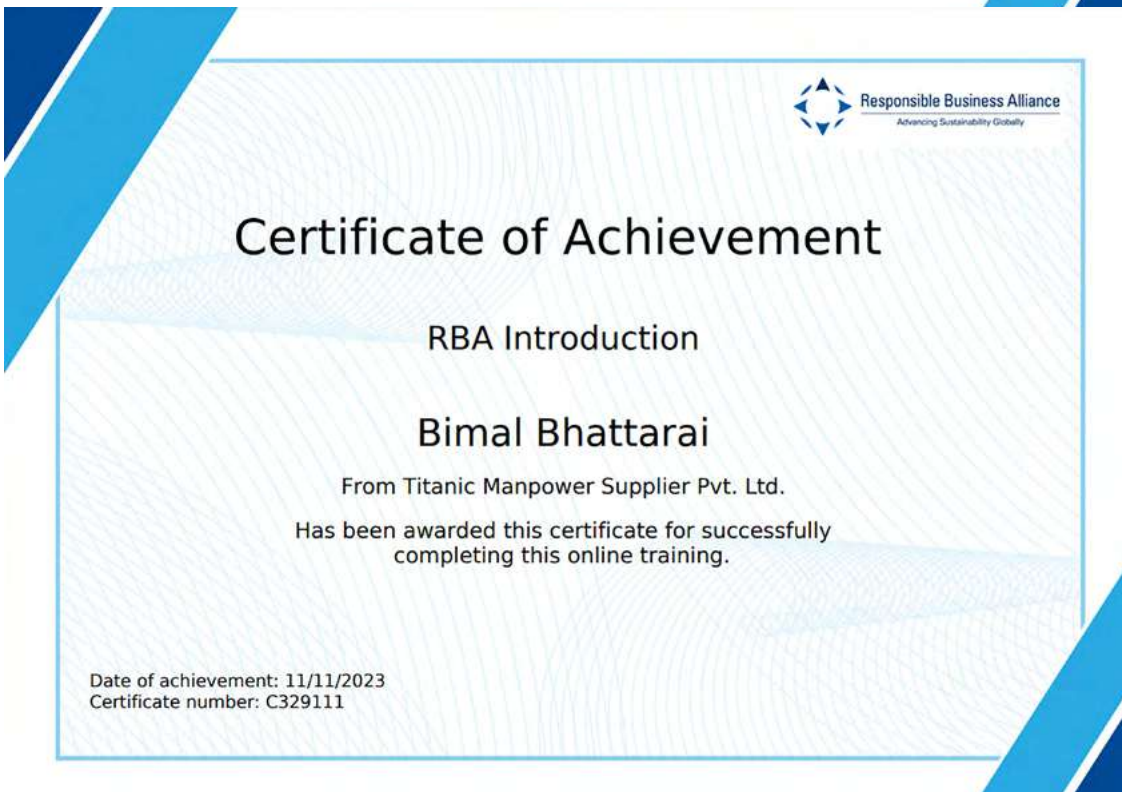 Responsible Business Alliance
Advancing Sustainability Globally
Certificate of Achievement
RBA Introduction
Bimal Bhattarai
From Titanic Manpower Supplier Pvt. Ltd.
Has been awarded this certificate for successfully
completing this online training.
Date of achievement: 11/11/2023
Certificate number: C329111